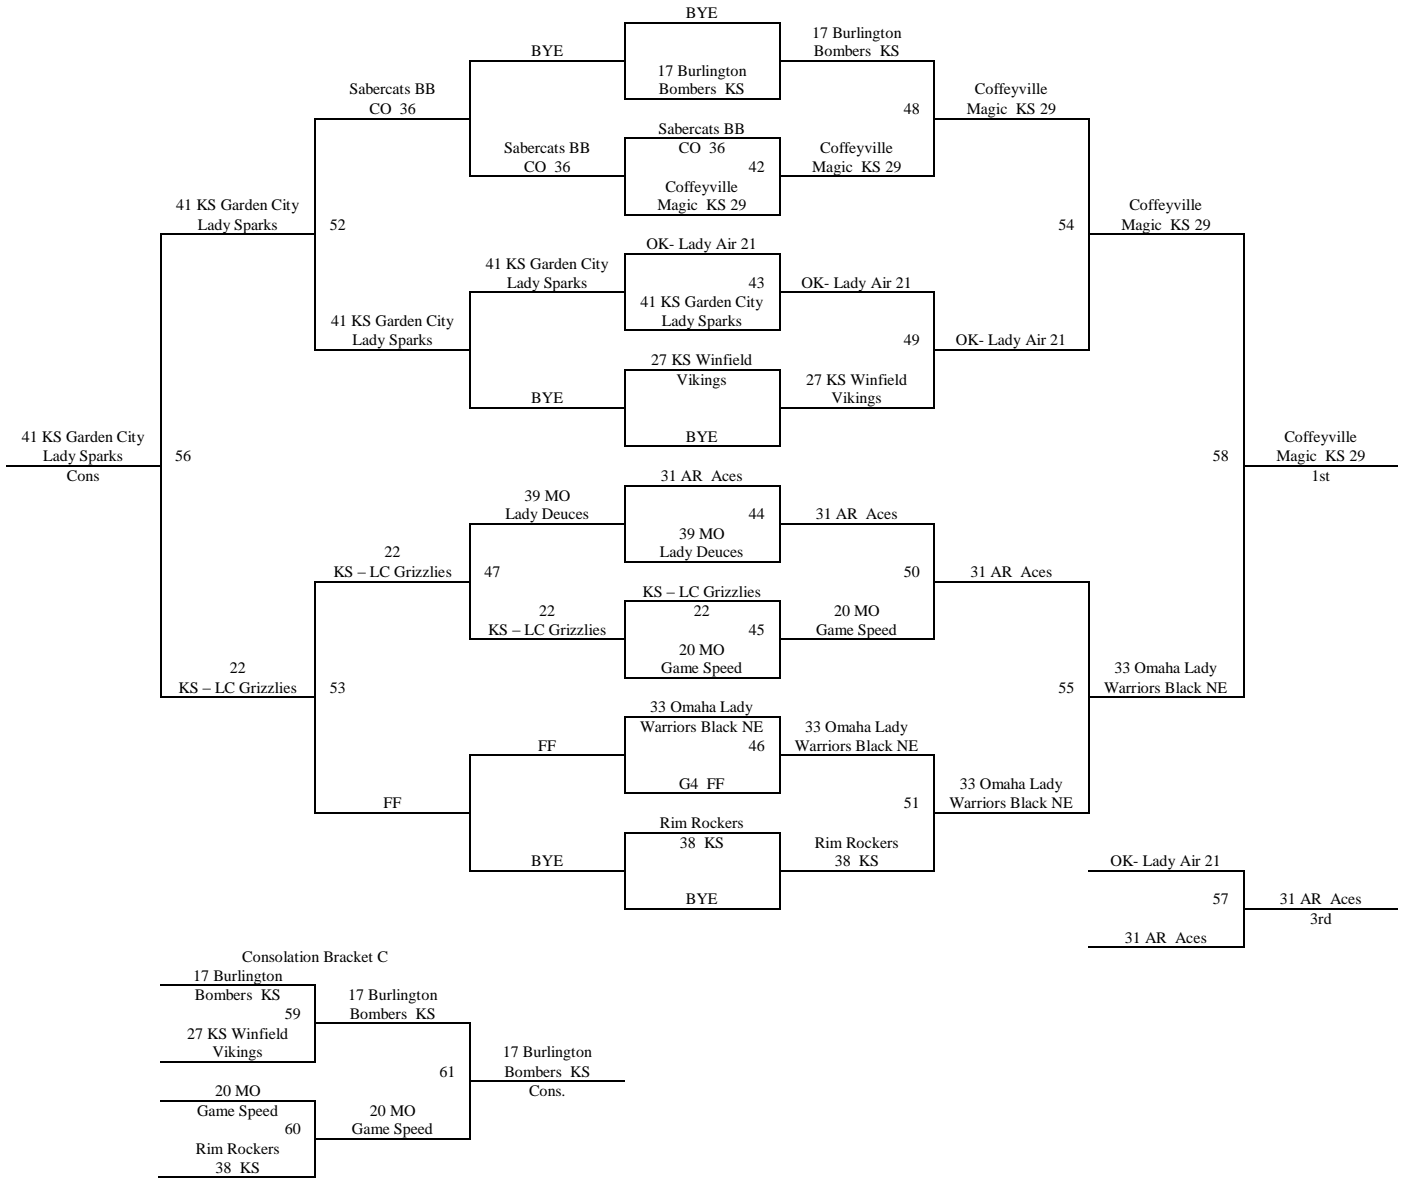 BYE
17 Burlington
Bombers KS
BYE
17 Burlington
Bombers KS
Sabercats BB
CO 36
Coffeyville
Magic KS 29
48
Sabercats BB
CO 36
Sabercats BB
CO 36
42
Coffeyville
Magic KS 29
Coffeyville
Magic KS 29
41 KS Garden City
Lady Sparks
52
54
Coffeyville
Magic KS 29
OK- Lady Air 21
41 KS Garden City
Lady Sparks
43
OK- Lady Air 21
41 KS Garden City
Lady Sparks
41 KS Garden City
Lady Sparks
49
OK- Lady Air 21
27 KS Winfield
Vikings
27 KS Winfield
Vikings
BYE
BYE
41 KS Garden City
Lady Sparks
Cons
56
58
Coffeyville
Magic KS 29
1st
31 AR Aces
39 MO
Lady Deuces
44
31 AR Aces
39 MO
Lady Deuces
22
KS – LC Grizzlies
47
50
31 AR Aces
KS – LC Grizzlies
22
22
KS – LC Grizzlies
45
20 MO
Game Speed
20 MO
Game Speed
22
KS – LC Grizzlies
53
55
33 Omaha Lady
Warriors Black NE
33 Omaha Lady
Warriors Black NE
FF
46
33 Omaha Lady
Warriors Black NE
G4 FF
FF
51
33 Omaha Lady
Warriors Black NE
Rim Rockers
38 KS
Rim Rockers
38 KS
BYE
BYE
OK- Lady Air 21
57
31 AR Aces
3rd
31 AR Aces
Consolation Bracket C
17 Burlington
Bombers KS
59
17 Burlington
Bombers KS
27 KS Winfield
Vikings
61
17 Burlington
Bombers KS
Cons.
20 MO
Game Speed
60
20 MO
Game Speed
Rim Rockers
38 KS